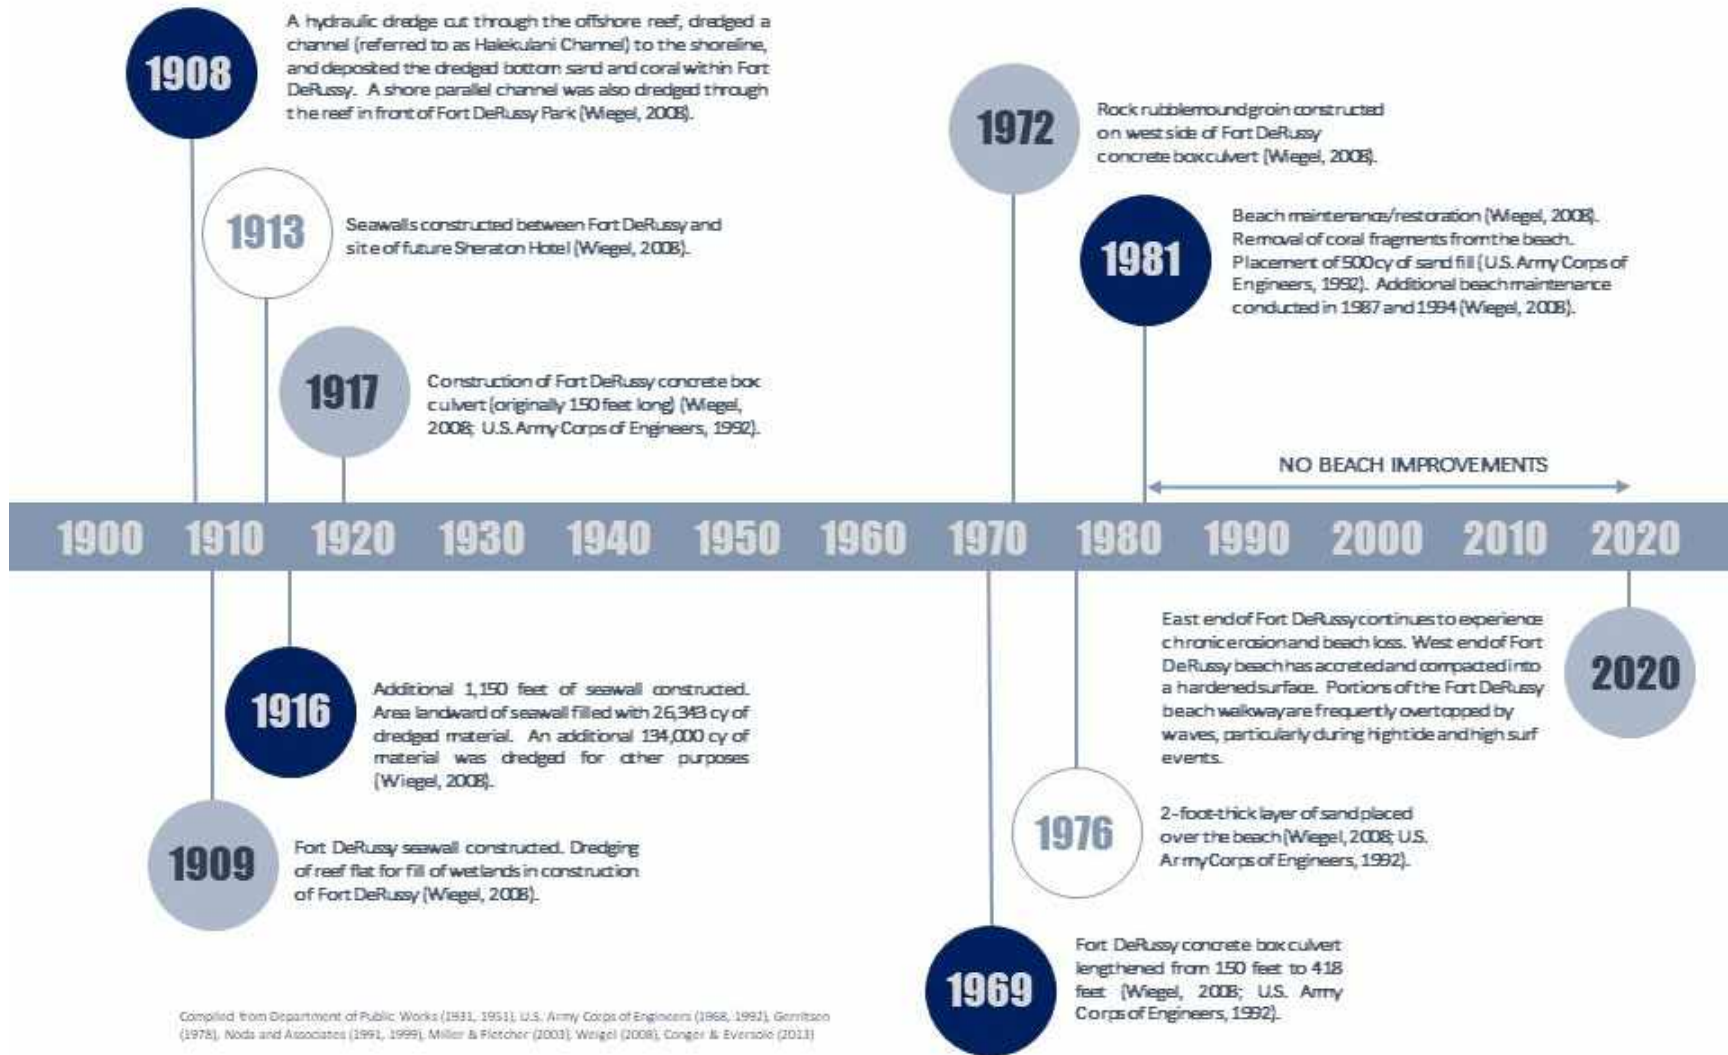 1908
A hydraulic dredge cut through the offshore reef, dredged a
channel (referred to as Halekulani Channel) to the shoreline,
and deposited the dredged bottom sand and coral within Fort
DeRussy. A shore parallel channel was also dredged through
the reef in front of Fort DeRussy Park (Wiegel, 2008).
1913
Seawalls constructed between Fort DeRussy and
site of future Sheraton Hotel (Wiegel, 2008).
1917
Construction of Fort DeRussy concrete box
culvert (originally 150 feet long) (Wiegel,
2008; U.S. Army Corps of Engineers, 1992).
1972
Rock rubblemound groin constructed
on west side of Fort DeRussy
concrete box culvert (Wiegel, 2008).
1981
Beach maintenance/restoration (Wiegel, 2008).
Removal of coral fragments from the beach.
Placement of 500 cy of sand fill (U.S. Army Corps of
Engineers, 1992). Additional beach maintenance
conducted in 1987 and 1994 (Wiegel, 2008).
NO BEACH IMPROVEMENTS
1900 1910 1920 1930 1940 1950 1960 1970 1980 1990 2000 2010 2020
1916
Additional 1,150 feet of seawall constructed.
Area landward of seawall filled with 26,343 cy of
dredged material. An additional 134,000 cy of
material was dredged for other purposes
(Wiegel, 2008).
1909
Fort DeRussy seawall constructed. Dredging
of reef flat for fill of wetlands in construction
of Fort DeRussy (Wiegel, 2008).
East end of Fort DeRussy continues to experience
chronic erosion and beach loss. West end of Fort
DeRussy beach has accreted and compacted into
a hardened surface. Portions of the Fort DeRussy
beach walkway are frequently overtopped by
waves, particularly during high tide and high surf
events.
2020
1976
2-foot-thick layer of sand placed
over the beach (Wiegel, 2008; U.S.
Army Corps of Engineers, 1992).
1969
Fort DeRussy concrete box culvert
lengthened from 150 feet to 418
feet (Wiegel, 2008; U.S. Army
Corps of Engineers, 1992).
Compiled from Department of Public Works (1931, 1951), U.S. Army Corps of Engineers (1968, 1992), Gerritsen
(1978), Noda and Associates (1991, 1999), Miller & Fletcher (2003), Weigel (2008), Conger & Eversole (2013)